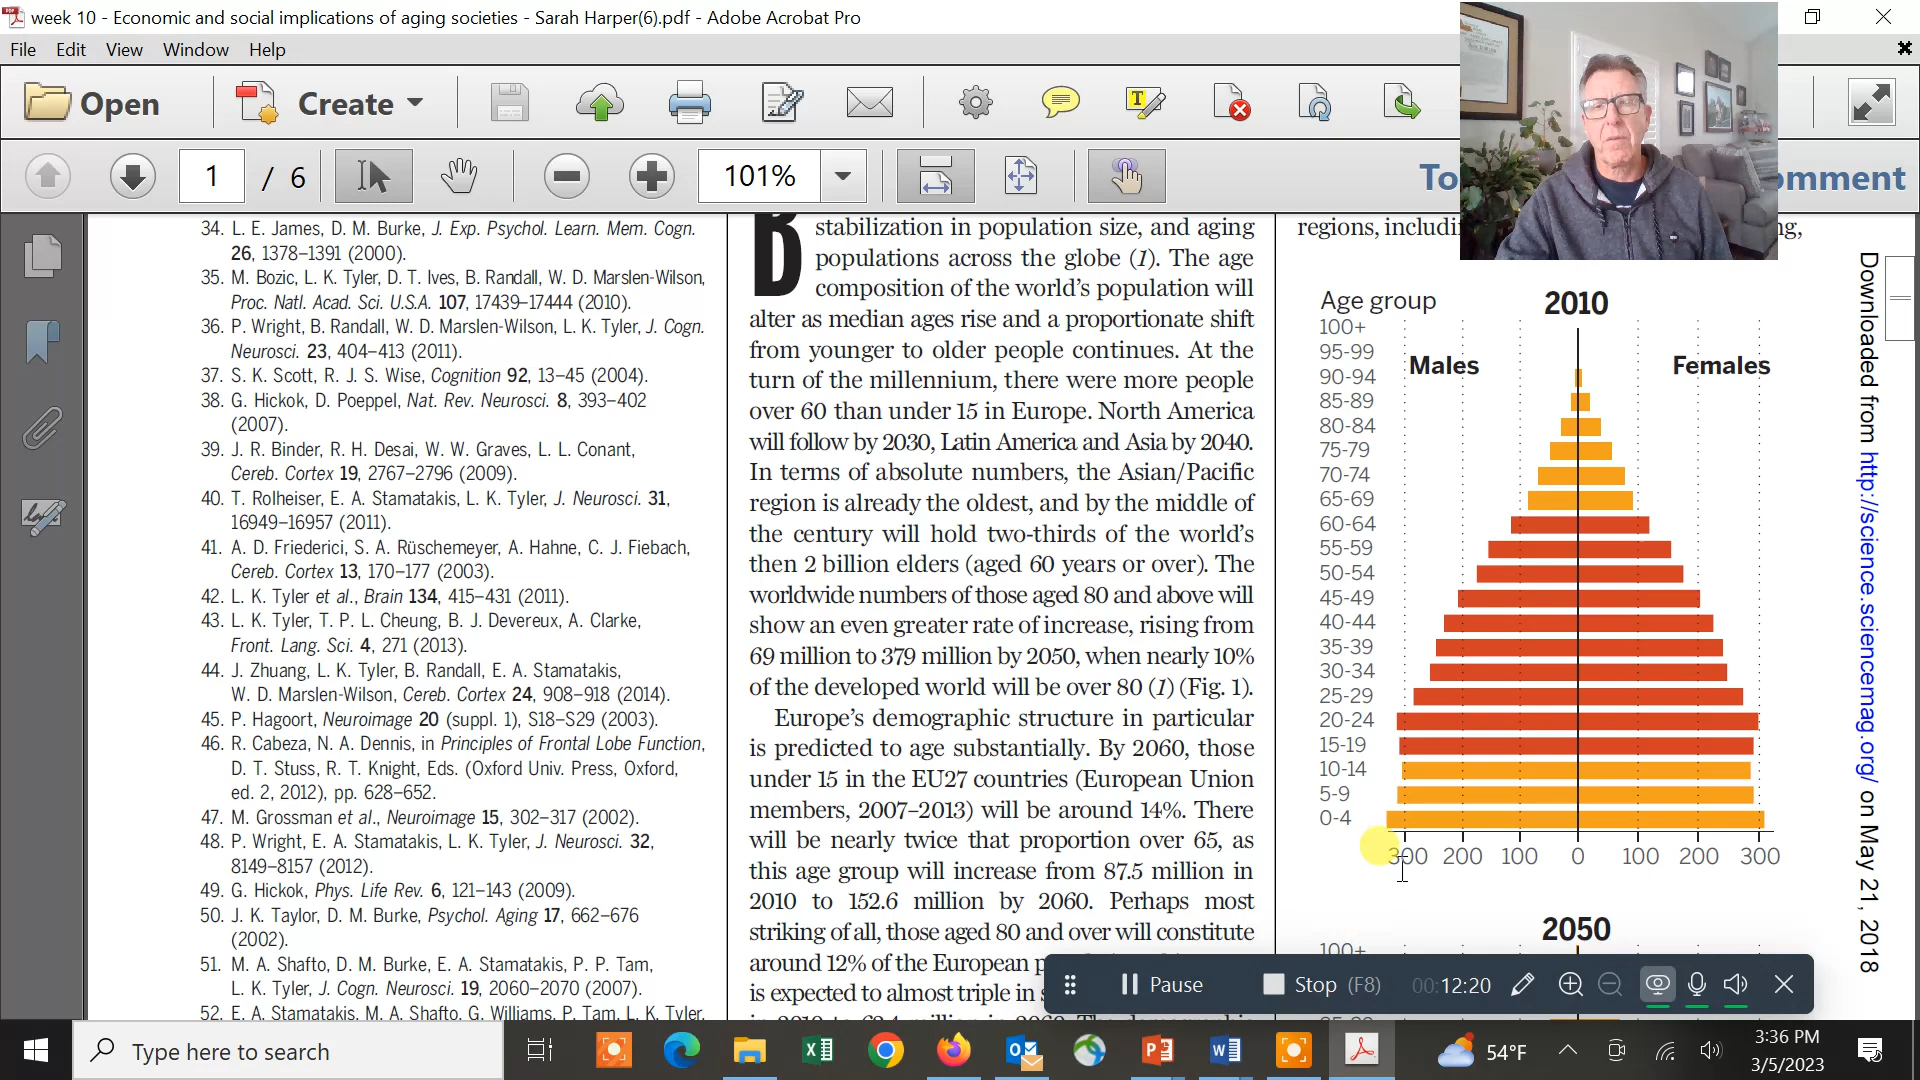 week 10 - Economic and social implications of aging societies - Sarah Harper(6).pdf - Adobe Acrobat Pro
File Edit View Window Help
Open Create
1 / 6 101% To mment
34. L. E. James, D. M. Burke, J. Exp. Psychol. Learn. Mem. Cogn.
26, 1378–1391 (2000).
35. M. Bozic, L. K. Tyler, D. T. Ives, B. Randall, W. D. Marslen-Wilson,
Proc. Natl. Acad. Sci. U.S.A. 107, 17439–17444 (2010).
36. P. Wright, B. Randall, W. D. Marslen-Wilson, L. K. Tyler, J. Cogn.
Neurosci. 23, 404–413 (2011).
37. S. K. Scott, R. J. S. Wise, Cognition 92, 13–45 (2004).
38. G. Hickok, D. Poeppel, Nat. Rev. Neurosci. 8, 393–402
(2007).
39. J. R. Binder, R. H. Desai, W. W. Graves, L. L. Conant,
Cereb. Cortex 19, 2767–2796 (2009).
40. T. Rolheiser, E. A. Stamatakis, L. K. Tyler, J. Neurosci. 31,
16949–16957 (2011).
41. A. D. Friederici, S. A. Rüschemeyer, A. Hahne, C. J. Fiebach,
Cereb. Cortex 13, 170–177 (2003).
42. L. K. Tyler et al., Brain 134, 415–431 (2011).
43. L. K. Tyler, T. P. L. Cheung, B. J. Devereux, A. Clarke,
Front. Lang. Sci. 4, 271 (2013).
44. J. Zhuang, L. K. Tyler, B. Randall, E. A. Stamatakis,
W. D. Marslen-Wilson, Cereb. Cortex 24, 908–918 (2014).
45. P. Hagoort, Neuroimage 20 (suppl. 1), S18–S29 (2003).
46. R. Cabeza, N. A. Dennis, in Principles of Frontal Lobe Function,
D. T. Stuss, R. T. Knight, Eds. (Oxford Univ. Press, Oxford,
ed. 2, 2012), pp. 628–652.
47. M. Grossman et al., Neuroimage 15, 302–317 (2002).
48. P. Wright, E. A. Stamatakis, L. K. Tyler, J. Neurosci. 32,
8149–8157 (2012).
49. G. Hickok, Phys. Life Rev. 6, 121–143 (2009).
50. J. K. Taylor, D. M. Burke, Psychol. Aging 17, 662–676
(2002).
51. M. A. Shafto, D. M. Burke, E. A. Stamatakis, P. P. Tam,
L. K. Tyler, J. Cogn. Neurosci. 19, 2060–2070 (2007).
52. E. A. Stamatakis, M. A. Shafto, G. Williams, P. Tam, L. K. Tyler,
B stabilization in population size, and aging
populations across the globe (1). The age
composition of the world's population will
alter as median ages rise and a proportionate shift
from younger to older people continues. At the
turn of the millennium, there were more people
over 60 than under 15 in Europe. North America
will follow by 2030, Latin America and Asia by 2040.
In terms of absolute numbers, the Asian/Pacific
region is already the oldest, and by the middle of
the century will hold two-thirds of the world's
then 2 billion elders (aged 60 years or over). The
worldwide numbers of those aged 80 and above will
show an even greater rate of increase, rising from
69 million to 379 million by 2050, when nearly 10%
of the developed world will be over 80 (1) (Fig. 1).
Europe's demographic structure in particular
is predicted to age substantially. By 2060, those
under 15 in the EU27 countries (European Union
members, 2007–2013) will be around 14%. There
will be nearly twice that proportion over 65, as
this age group will increase from 87.5 million in
2010 to 152.6 million by 2060. Perhaps most
striking of all, those aged 80 and over will constitute
around 12% of the European p
is expected to almost triple in s
regions, includi
Age group 2010
100+
95-99
Males Females
90-94
85-89
80-84
75-79
70-74
65-69
60-64
55-59
50-54
45-49
40-44
35-39
30-34
25-29
20-24
15-19
10-14
5-9
0-4
300 200 100 0 100 200 300
2050
100+
Downloaded from http://science.sciencemag.org/ on May 21, 2018
Pause Stop (F8) 00:12:20
Type here to search
54°F
3:36 PM
3/5/2023